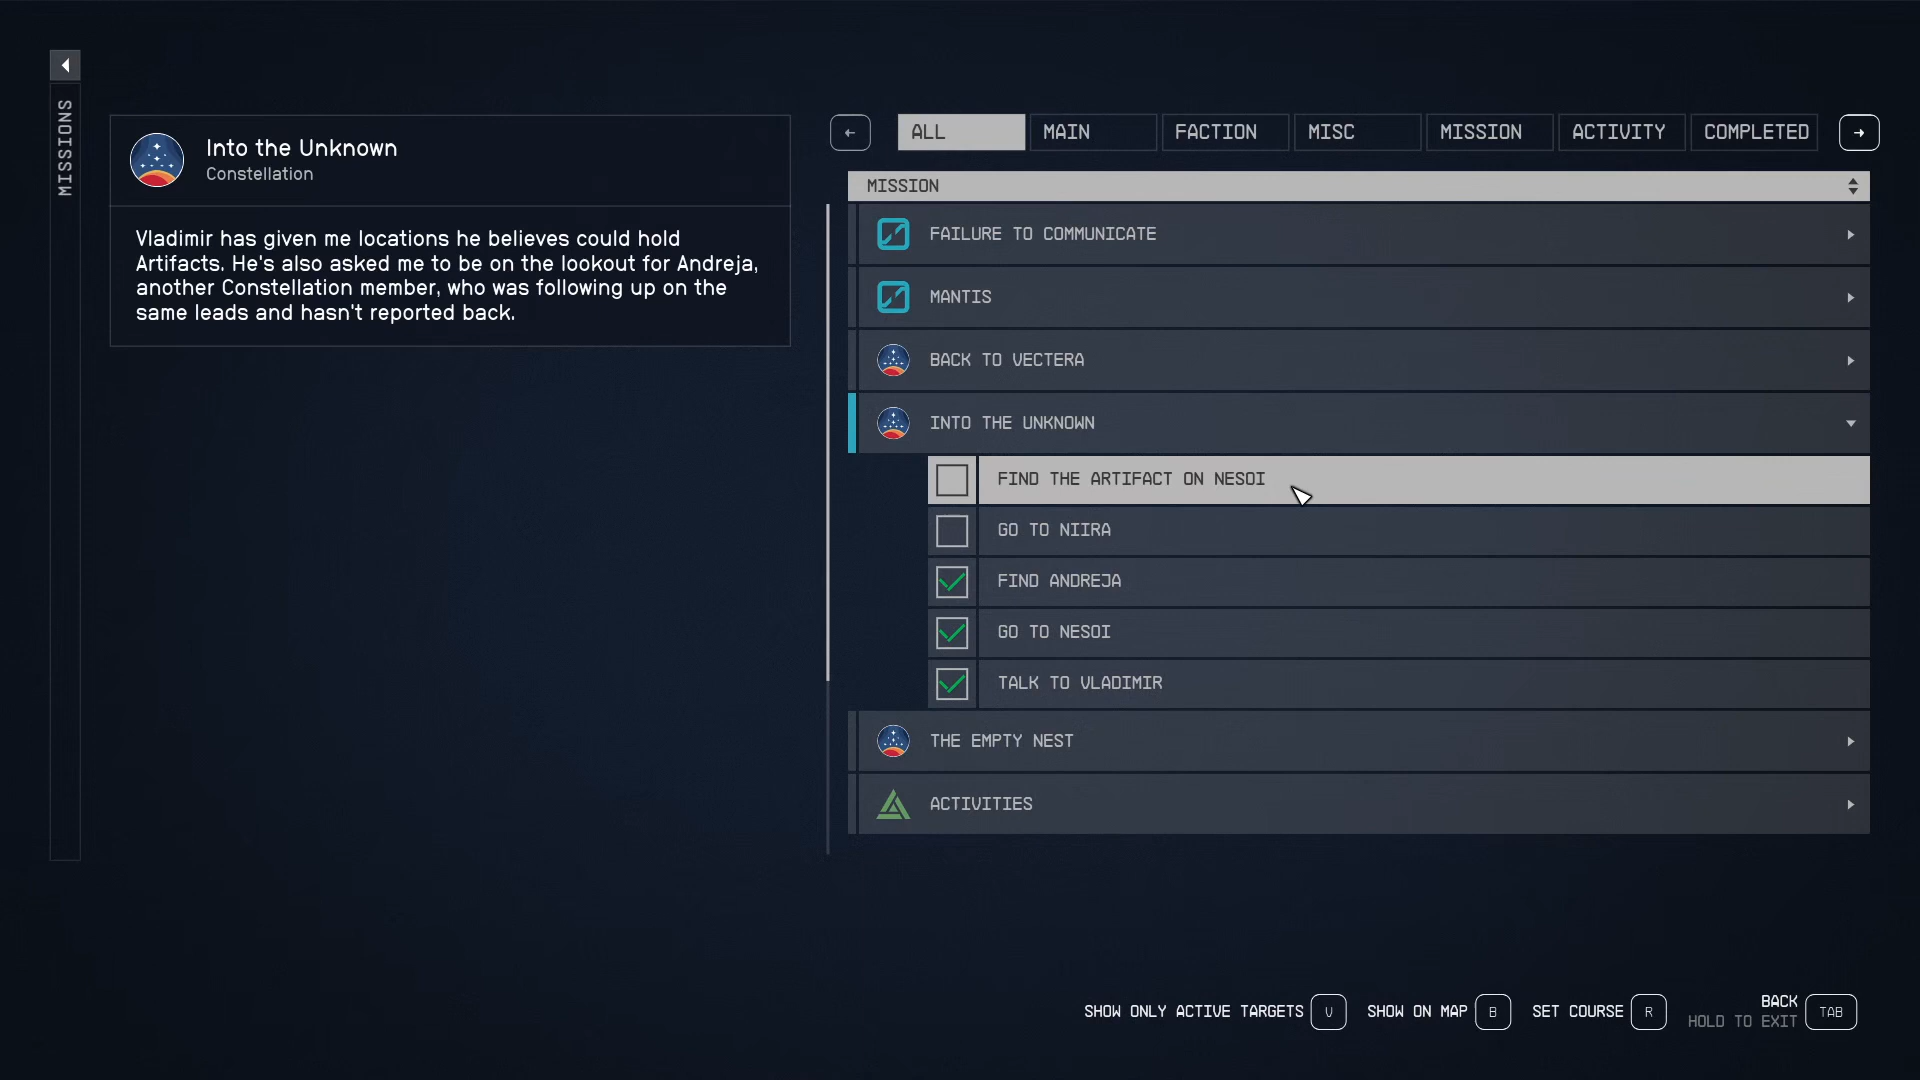 MISSIONS
Into the Unknown
Constellation
Vladimir has given me locations he believes could hold
Artifacts. He's also asked me to be on the lookout for Andreja,
another Constellation member, who was following up on the
same leads and hasn't reported back.
ALL MAIN FACTION MISC MISSION ACTIVITY COMPLETED
MISSION
FAILURE TO COMMUNICATE
MANTIS
BACK TO VECTERA
INTO THE UNKNOWN
FIND THE ARTIFACT ON NESOI
GO TO NIIRA
FIND ANDREJA
GO TO NESOI
TALK TO VLADIMIR
THE EMPTY NEST
ACTIVITIES
SHOW ONLY ACTIVE TARGETS V SHOW ON MAP B SET COURSE R BACK TAB
HOLD TO EXIT